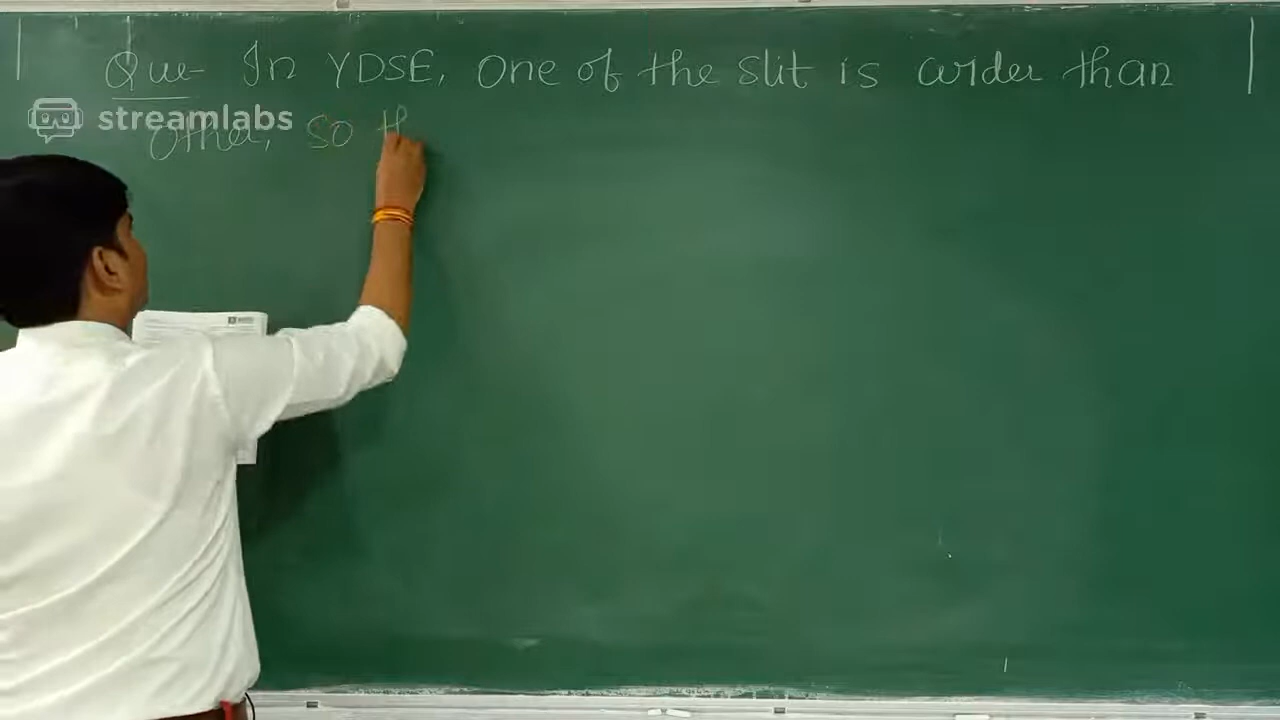 Que- In YDSE, One of the slit is wider than
streamlabs
Other, so th